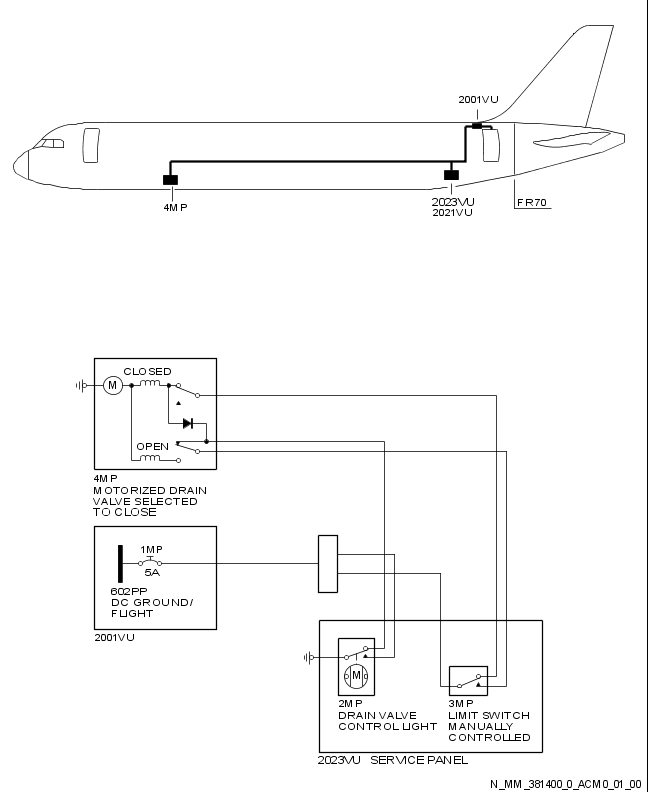 2001VU
4MP
2023VU
2021VU
FR70
CLOSED
M
OPEN
4MP
MOTORIZED DRAIN
VALVE SELECTED
TO CLOSE
1MP
5A
602PP
DC GROUND/
FLIGHT
2001VU
M
2MP
DRAIN VALVE
CONTROL LIGHT
3MP
LIMIT SWITCH
MANUALLY
CONTROLLED
2023VU SERVICE PANEL
N_MM_381400_0_ACM0_01_00